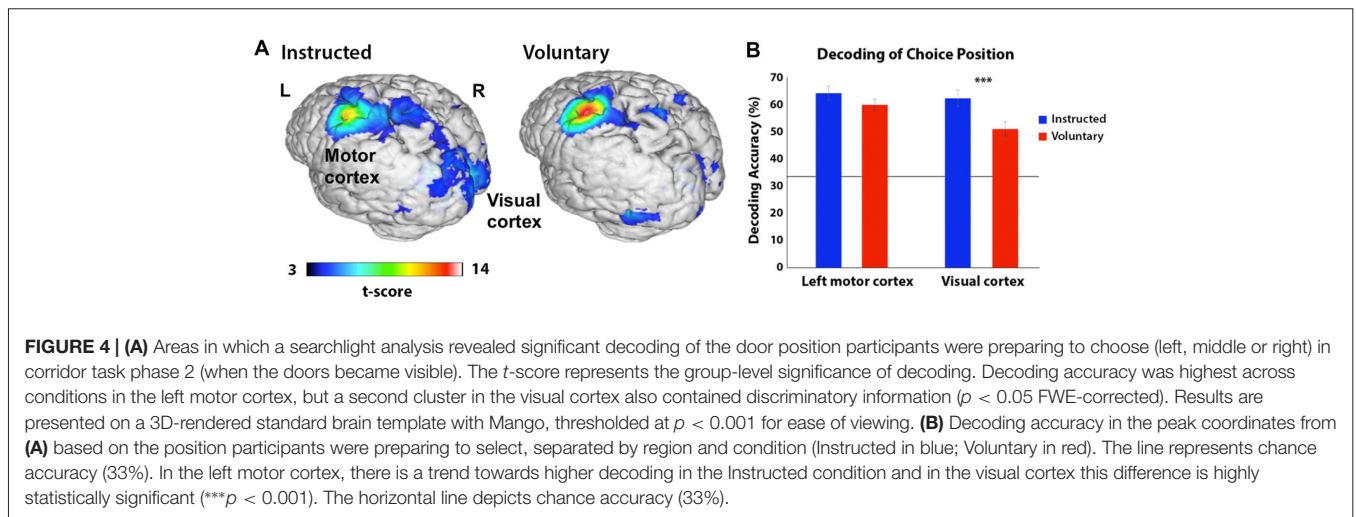 A
Instructed
Voluntary
L
R
Motor
cortex
Visual
cortex
3
14
t-score
B
Decoding of Choice Position
Decoding Accuracy (%)
70
60
50
40
30
20
10
0
***
Instructed
Voluntary
Left motor cortex
Visual cortex
FIGURE 4 | (A) Areas in which a searchlight analysis revealed significant decoding of the door position participants were preparing to choose (left, middle or right) in
corridor task phase 2 (when the doors became visible). The t-score represents the group-level significance of decoding. Decoding accuracy was highest across
conditions in the left motor cortex, but a second cluster in the visual cortex also contained discriminatory information (p < 0.05 FWE-corrected). Results are
presented on a 3D-rendered standard brain template with Mango, thresholded at p < 0.001 for ease of viewing. (B) Decoding accuracy in the peak coordinates from
(A) based on the position participants were preparing to select, separated by region and condition (Instructed in blue; Voluntary in red). The line represents chance
accuracy (33%). In the left motor cortex, there is a trend towards higher decoding in the Instructed condition and in the visual cortex this difference is highly
statistically significant (***p < 0.001). The horizontal line depicts chance accuracy (33%).